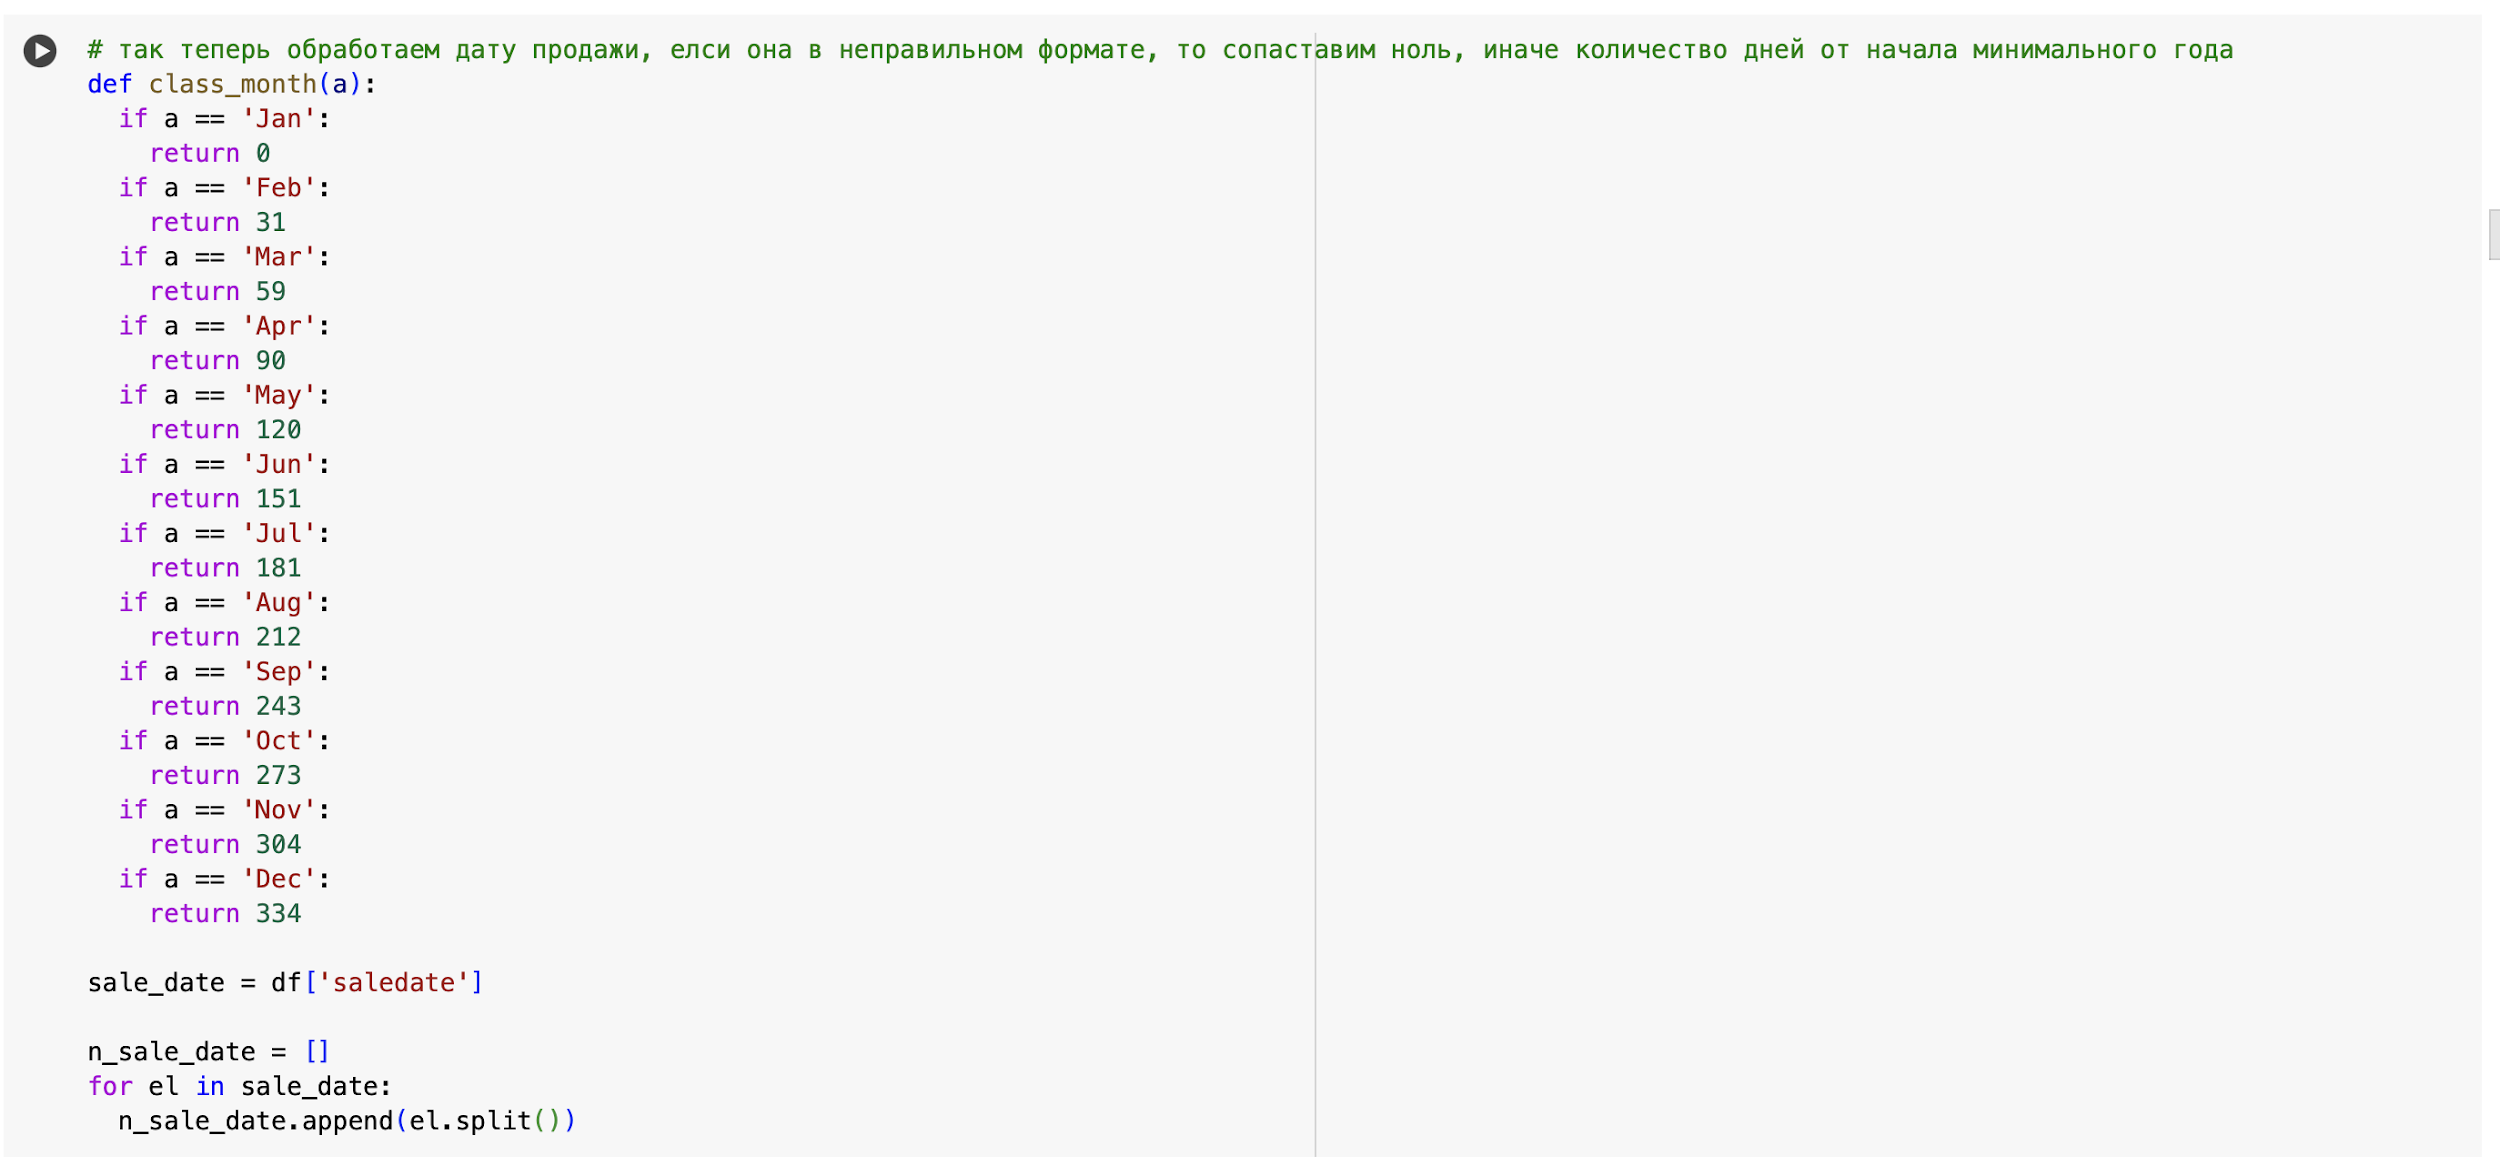 # так теперь обработаем дату продажи, елси она в неправильном формате, то сопаставим ноль, иначе количество дней от начала минимального года
def class_month(a):
  if a == 'Jan':
    return 0
  if a == 'Feb':
    return 31
  if a == 'Mar':
    return 59
  if a == 'Apr':
    return 90
  if a == 'May':
    return 120
  if a == 'Jun':
    return 151
  if a == 'Jul':
    return 181
  if a == 'Aug':
    return 212
  if a == 'Sep':
    return 243
  if a == 'Oct':
    return 273
  if a == 'Nov':
    return 304
  if a == 'Dec':
    return 334

sale_date = df['saledate']

n_sale_date = []
for el in sale_date:
  n_sale_date.append(el.split())